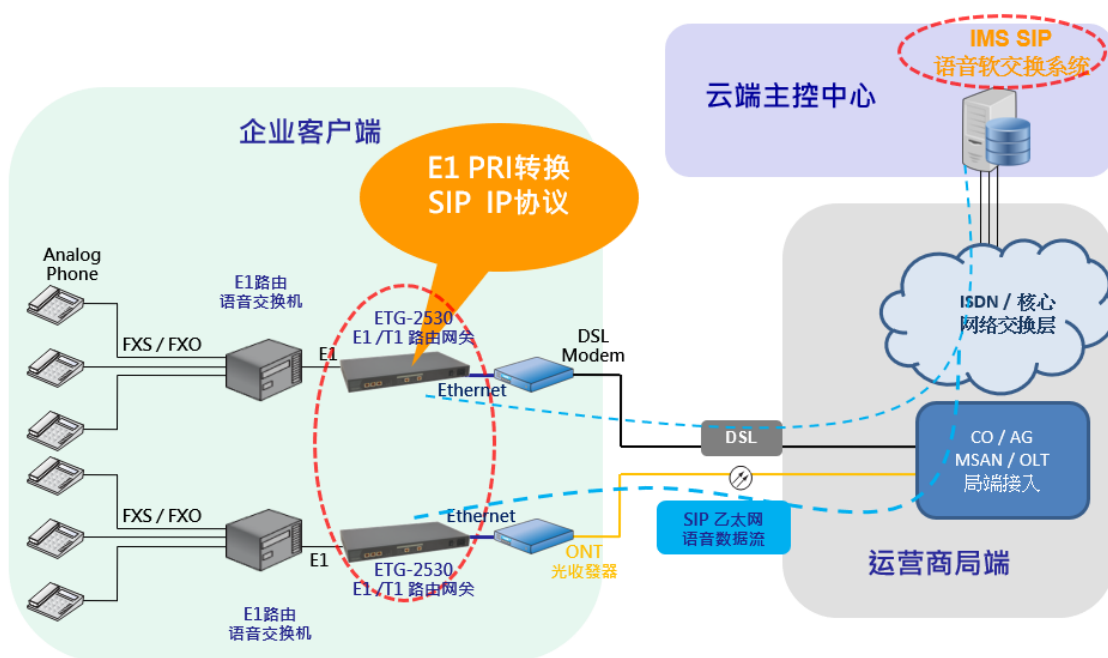 IMS SIP
语音软交换系统
云端主控中心
企业客户端
E1 PRI转换
SIP IP协议
Analog
Phone
E1路由
语音交换机
ETG-2530
E1 /T1 路由网关
DSL
Modem
ISDN / 核心
网络交换层
FXS / FXO
E1
Ethernet
DSL
CO / AG
MSAN / OLT
局端接入
FXS / FXO
E1
Ethernet
SIP 乙太网
语音数据流
ONT
光收發器
ETG-2530
E1 /T1 路由网关
运营商局端
E1路由
语音交换机